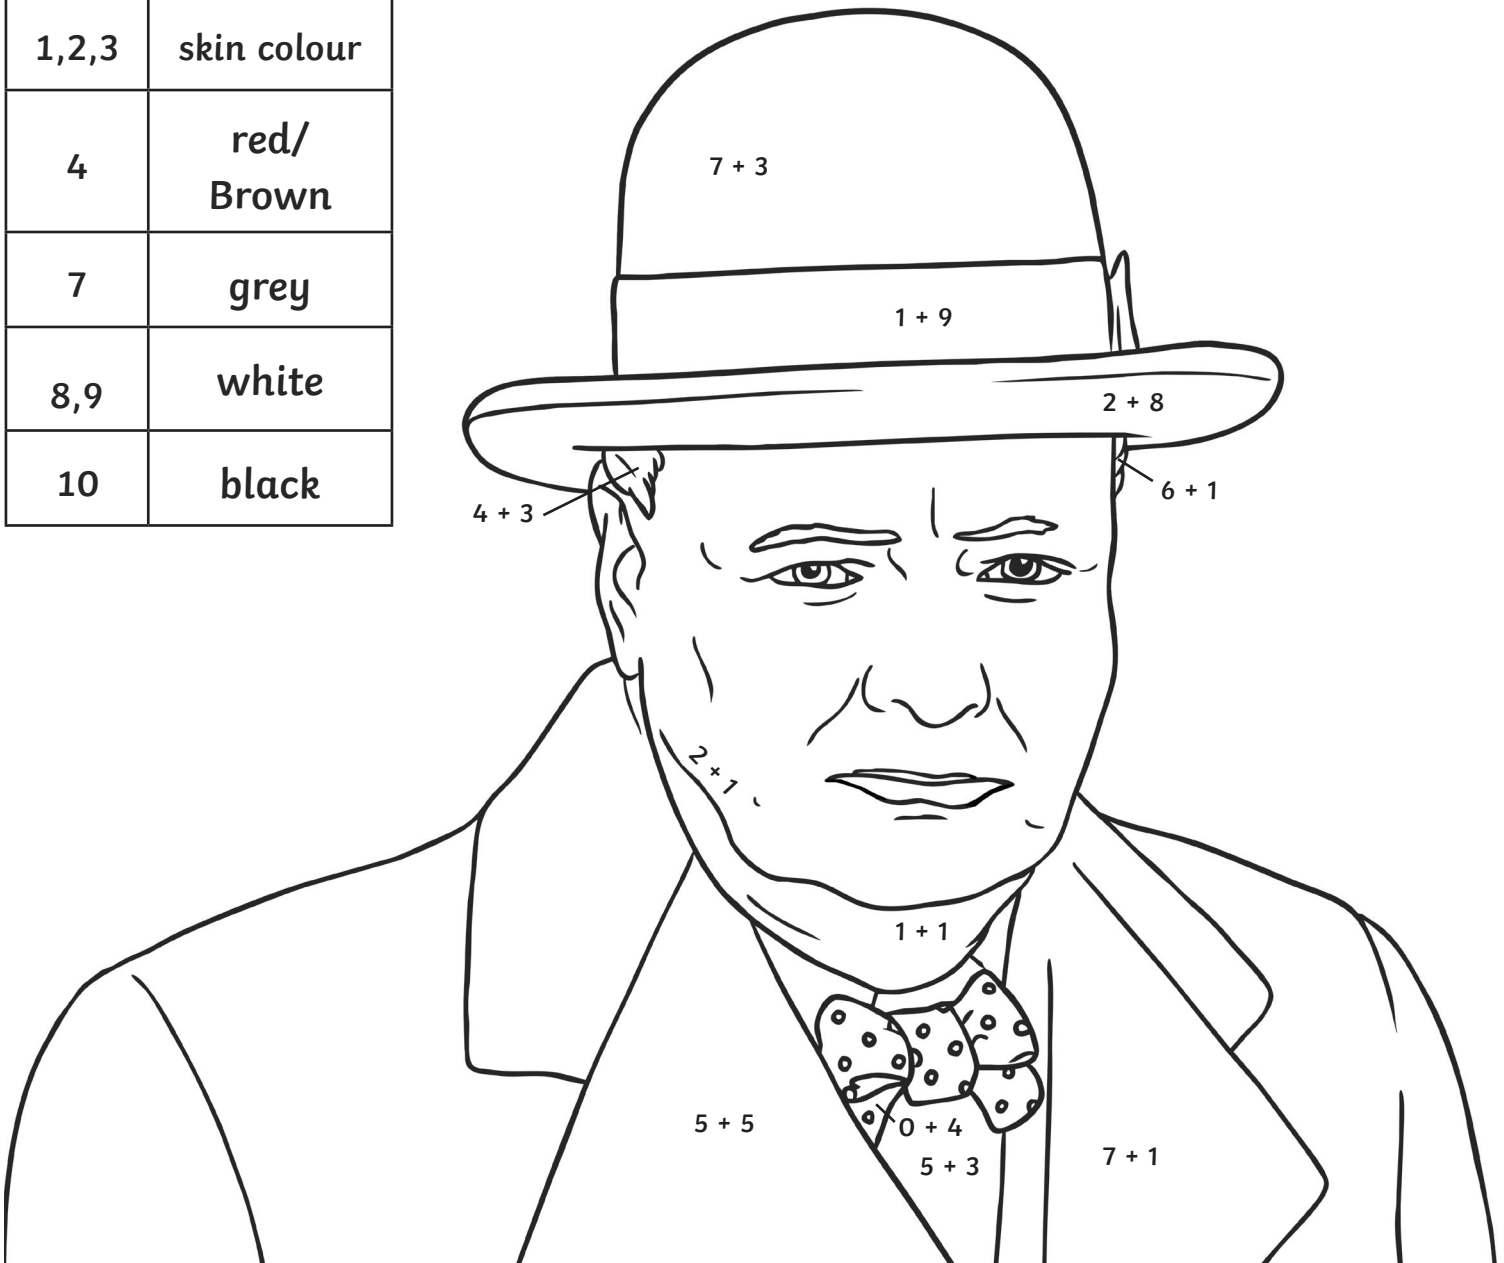 1,2,3 skin colour
4 red/
Brown
7 grey
8,9 white
10 black
7 + 3
1 + 9
2 + 8
4 + 3
6 + 1
2 + 1
1 + 1
5 + 5
0 + 4
5 + 3
7 + 1